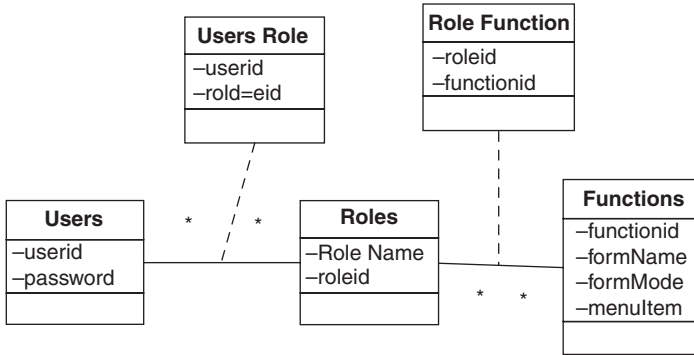 Users Role
–userid
–rold=eid
Role Function
–roleid
–functionid
Users
–userid
–password
* *
Roles
–Role Name
–roleid
* *
Functions
–functionid
–formName
–formMode
–menuItem